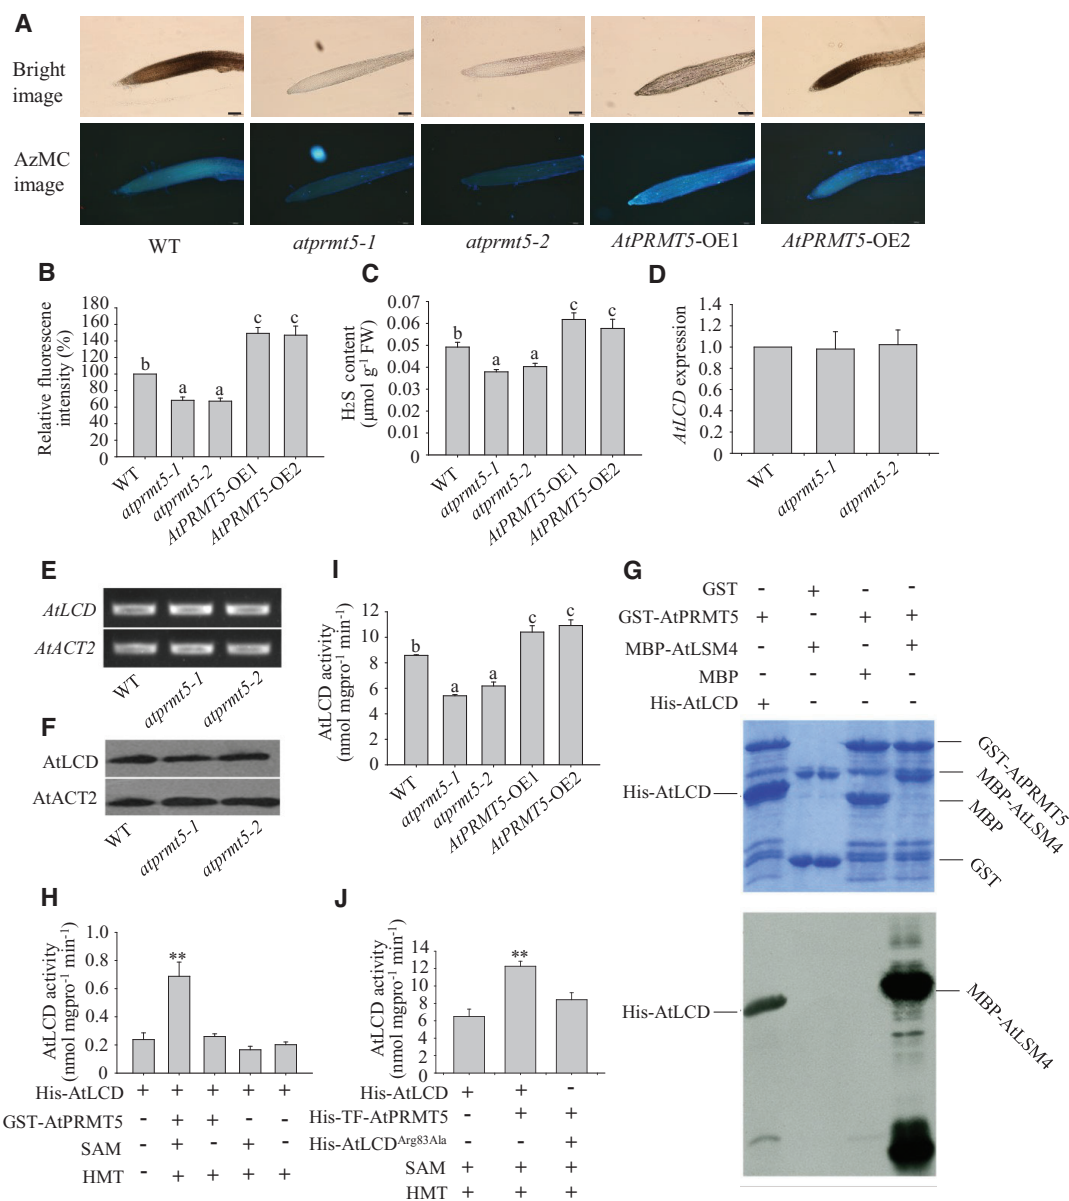 A
Bright
image
AzMC
image
WT
atprmt5-1
atprmt5-2
AtPRMT5-OE1
AtPRMT5-OE2
B
Relative fluorescene
intensity (%)
180
160
140
120
100
80
60
40
20
0
b
a
a
c
c
WT
atprmt5-1
atprmt5-2
AtPRMT5-OE1
AtPRMT5-OE2
C
H2S content
(μmol g-1 FW)
0.07
0.06
0.05
0.04
0.03
0.02
0.01
0
b
a
a
c
c
WT
atprmt5-1
atprmt5-2
AtPRMT5-OE1
AtPRMT5-OE2
D
AtLCD expression
1.4
1.2
1.0
0.8
0.6
0.4
0.2
0
WT
atprmt5-1
atprmt5-2
E
AtLCD
AtACT2
WT
atprmt5-1
atprmt5-2
F
AtLCD
AtACT2
WT
atprmt5-1
atprmt5-2
I
AtLCD activity
(nmol mgpro-1 min-1)
12
10
8
6
4
2
0
b
a
a
c
c
WT
atprmt5-1
atprmt5-2
AtPRMT5-OE1
AtPRMT5-OE2
G
GST - + - -
GST-AtPRMT5 + - + +
MBP-AtLSM4 - + - +
MBP - - + -
His-AtLCD + - - -
His-AtLCD
GST-AtPRMT5
MBP-AtLSM4
MBP
GST
His-AtLCD
MBP-AtLSM4
H
AtLCD activity
(nmol mgpro-1 min-1)
1.0
0.8
0.6
0.4
0.2
0
**
His-AtLCD + + + + +
GST-AtPRMT5 - + + - -
SAM - + - + -
HMT - + + + +
J
AtLCD activity
(nmol mgpro-1 min-1)
14
12
10
8
6
4
2
0
**
His-AtLCD + + -
His-TF-AtPRMT5 - + +
His-AtLCDArg83Ala - - +
SAM + + +
HMT + + +